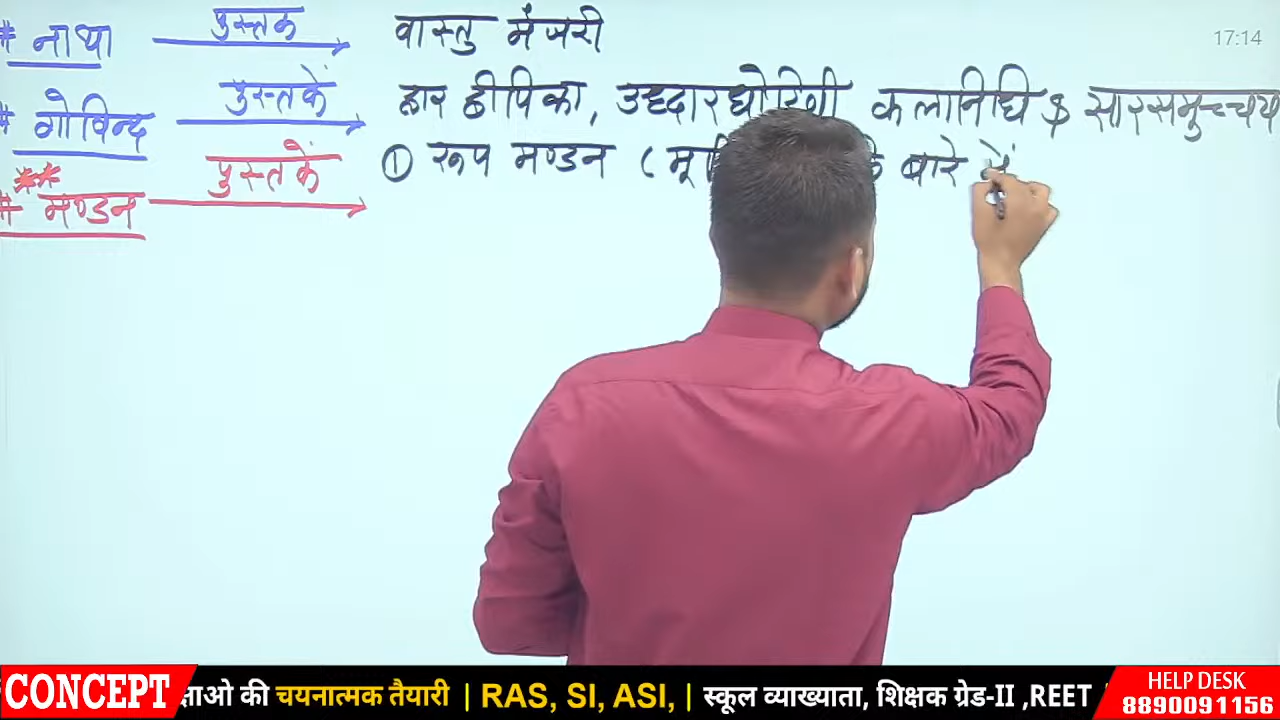 # नाथा पुस्तक वास्तु मंजरी 17:14
# गोविन्द पुस्तकें द्वार दीपिका, उद्दारधोरिणी कलानिधि & सारसमुच्चय
# मण्डन पुस्तकें ① रूप मण्डन ( के बारे में
CONCEPT क्षाओ की चयनात्मक तैयारी | RAS, SI, ASI, | स्कूल व्याख्याता, शिक्षक ग्रेड-II ,REET HELP DESK
8890091156